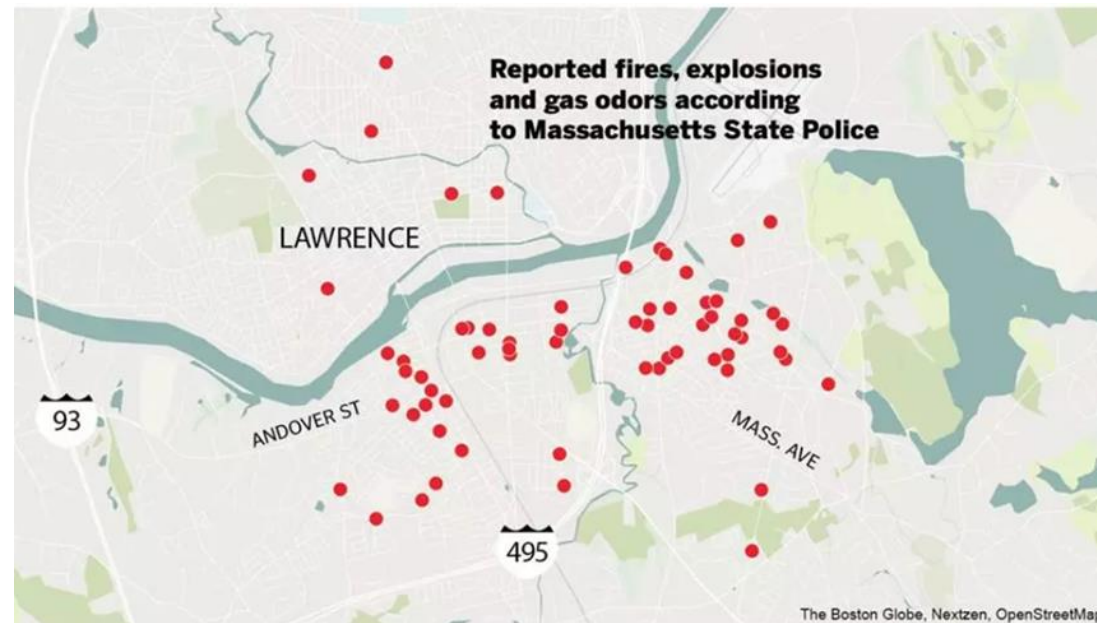 Reported fires, explosions
and gas odors according
to Massachusetts State Police
LAWRENCE
93
ANDOVER ST
MASS. AVE
495
The Boston Globe, Nextzen, OpenStreetMap